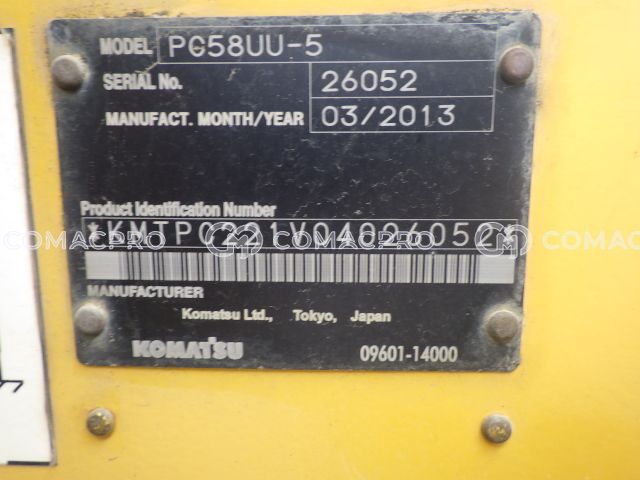 MODEL PG58UU-5
SERIAL No. 26052
MANUFACT. MONTH/YEAR 03/2013
Product Identification Number
*KMTPC221V04026052*
COMACPRO COMACPRO COMACPRO
MANUFACTURER
Komatsu Ltd., Tokyo, Japan
KOMATSU 09601-14000